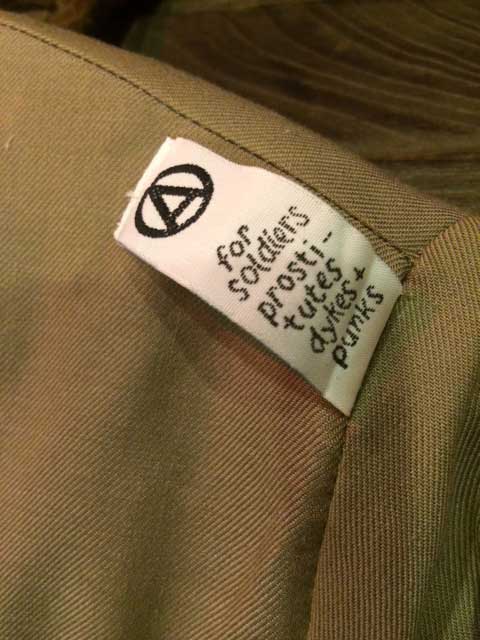 A
for
soldiers
prosti-
tutes
dykes +
punks